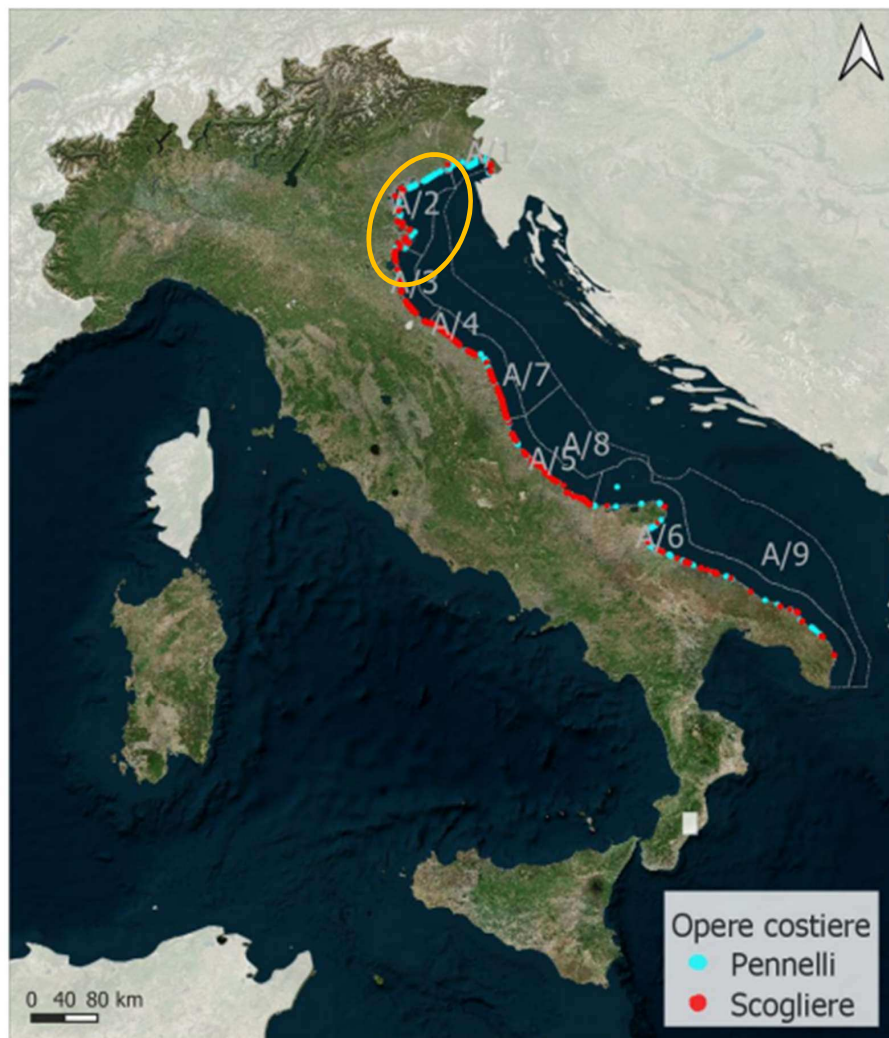 A/1
A/2
A/3
A/4
A/7
A/8
A/5
A/6
A/9
Opere costiere
Pennelli
Scogliere
0 40 80 km